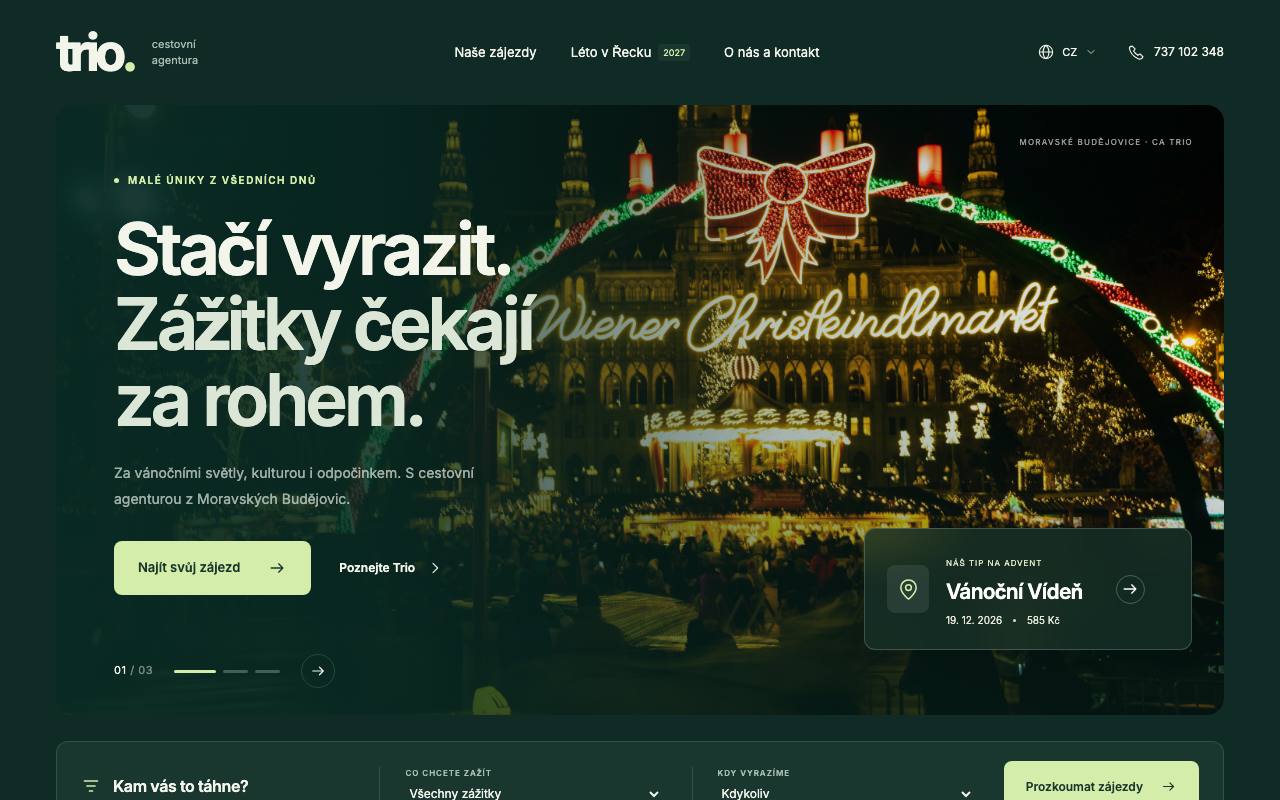 trio.
cestovní
agentura
Naše zájezdy
Léto v Řecku 2027
O nás a kontakt
CZ
737 102 348
MORAVSKÉ BUDĚJOVICE · CA TRIO
• MALÉ ÚNIKY Z VŠEDNÍCH DNŮ
Stačí vyrazit.
Zážitky čekají
za rohem.
Wiener Christkindlmarkt
Za vánočními světly, kulturou i odpočinkem. S cestovní
agenturou z Moravských Budějovic.
Najít svůj zájezd
Poznejte Trio
NÁŠ TIP NA ADVENT
Vánoční Vídeň
19. 12. 2026 • 585 Kč
01 / 03
Kam vás to táhne?
CO CHCETE ZAŽÍT
Všechny zážitky
KDY VYRAZÍME
Kdykoliv
Prozkoumat zájezdy